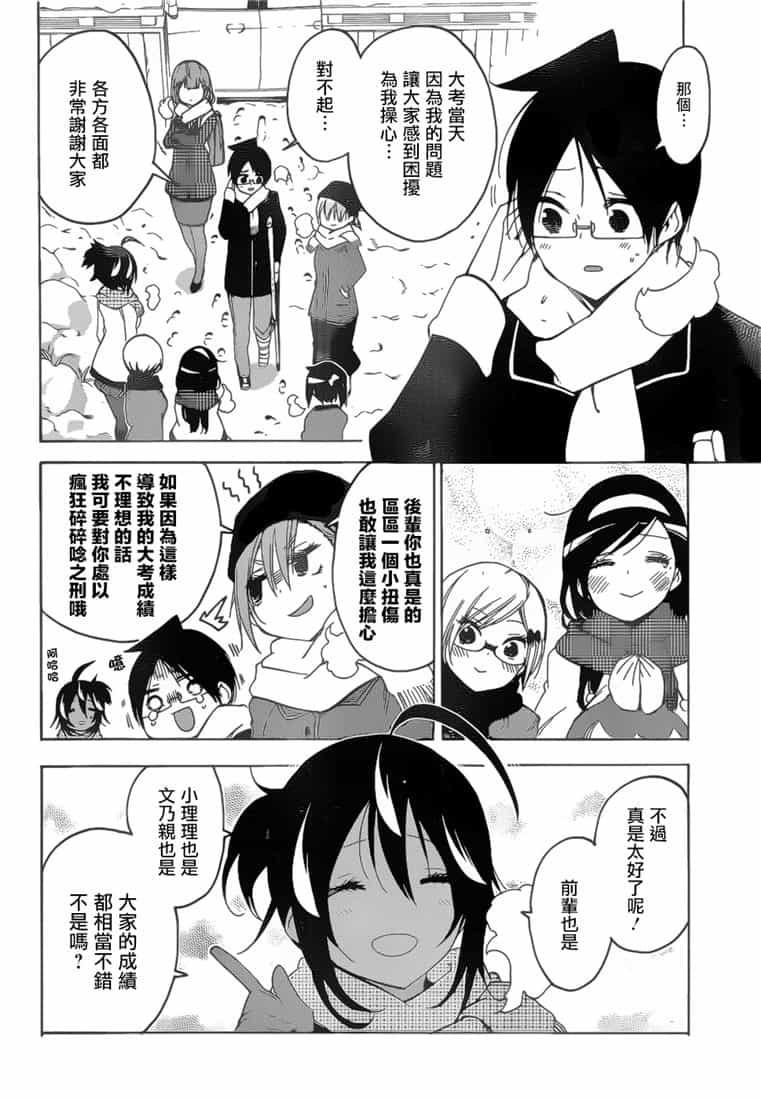 那個…
大考當天
因為我的問題
讓大家感到困擾
為我操心…
對不起…
各方各面都
非常謝謝大家
後輩你也真是的
區區一個小扭傷
也敢讓我這麼擔心
如果因為這樣
導致我的大考成績
不理想的話
我可要對你處以
瘋狂碎碎唸之刑哦
噫
阿哈哈
不過
真是太好了呢!
前輩也是
小理理也是
文乃親也是
大家的成績
都相當不錯
不是嗎?